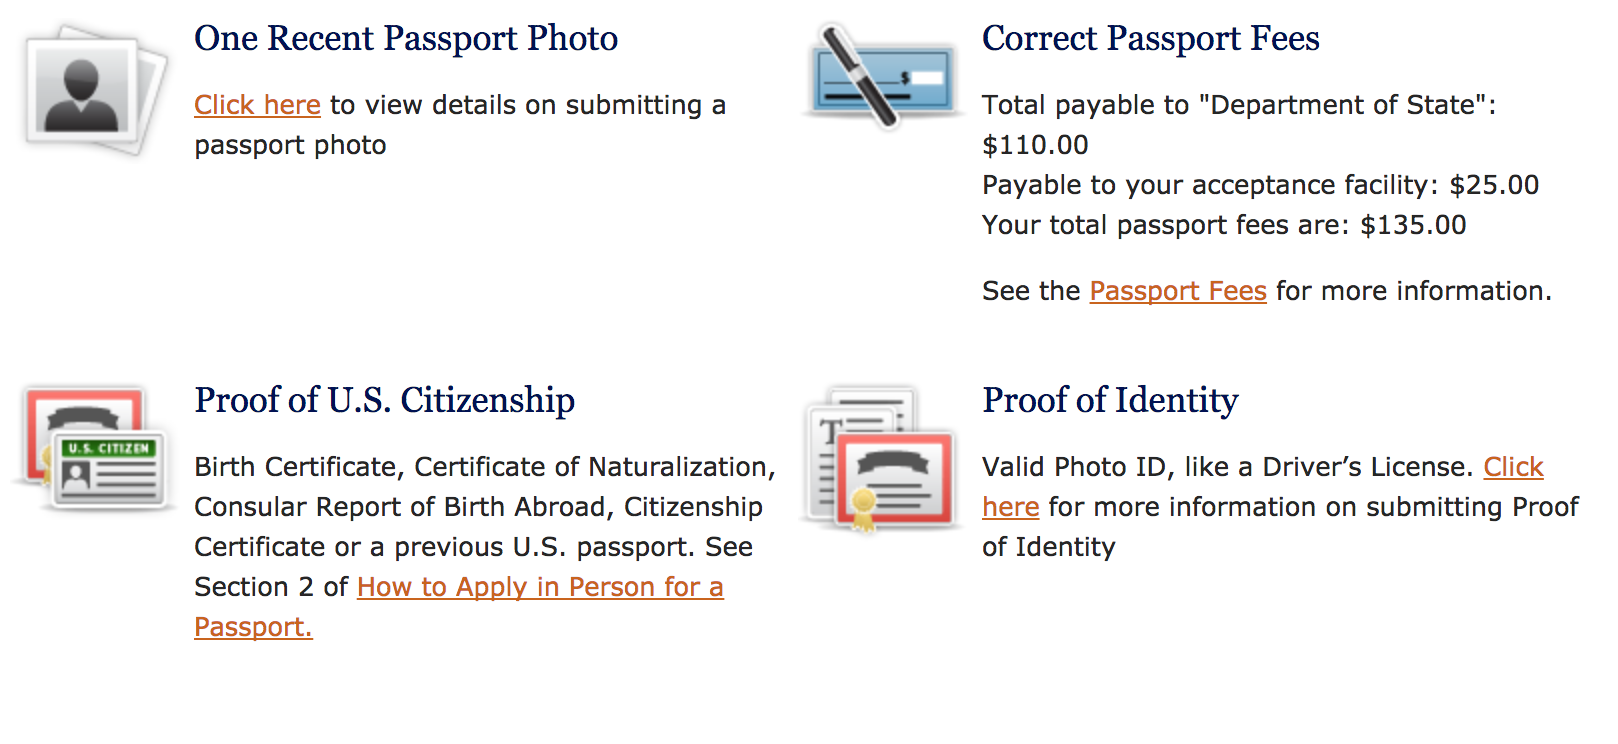 One Recent Passport Photo
Click here to view details on submitting a
passport photo
Correct Passport Fees
$
Total payable to "Department of State":
$110.00
Payable to your acceptance facility: $25.00
Your total passport fees are: $135.00
See the Passport Fees for more information.
Proof of U.S. Citizenship
U.S. CITIZEN
Birth Certificate, Certificate of Naturalization,
Consular Report of Birth Abroad, Citizenship
Certificate or a previous U.S. passport. See
Section 2 of How to Apply in Person for a
Passport.
Proof of Identity
T
Valid Photo ID, like a Driver’s License. Click
here for more information on submitting Proof
of Identity